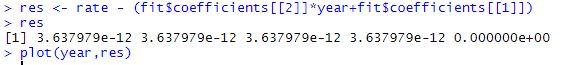 > res <- rate - (fit$coefficients[[2]]*year+fit$coefficients[[1]])
> res
[1] 3.637979e-12 3.637979e-12 3.637979e-12 3.637979e-12 0.000000e+00
> plot(year,res)